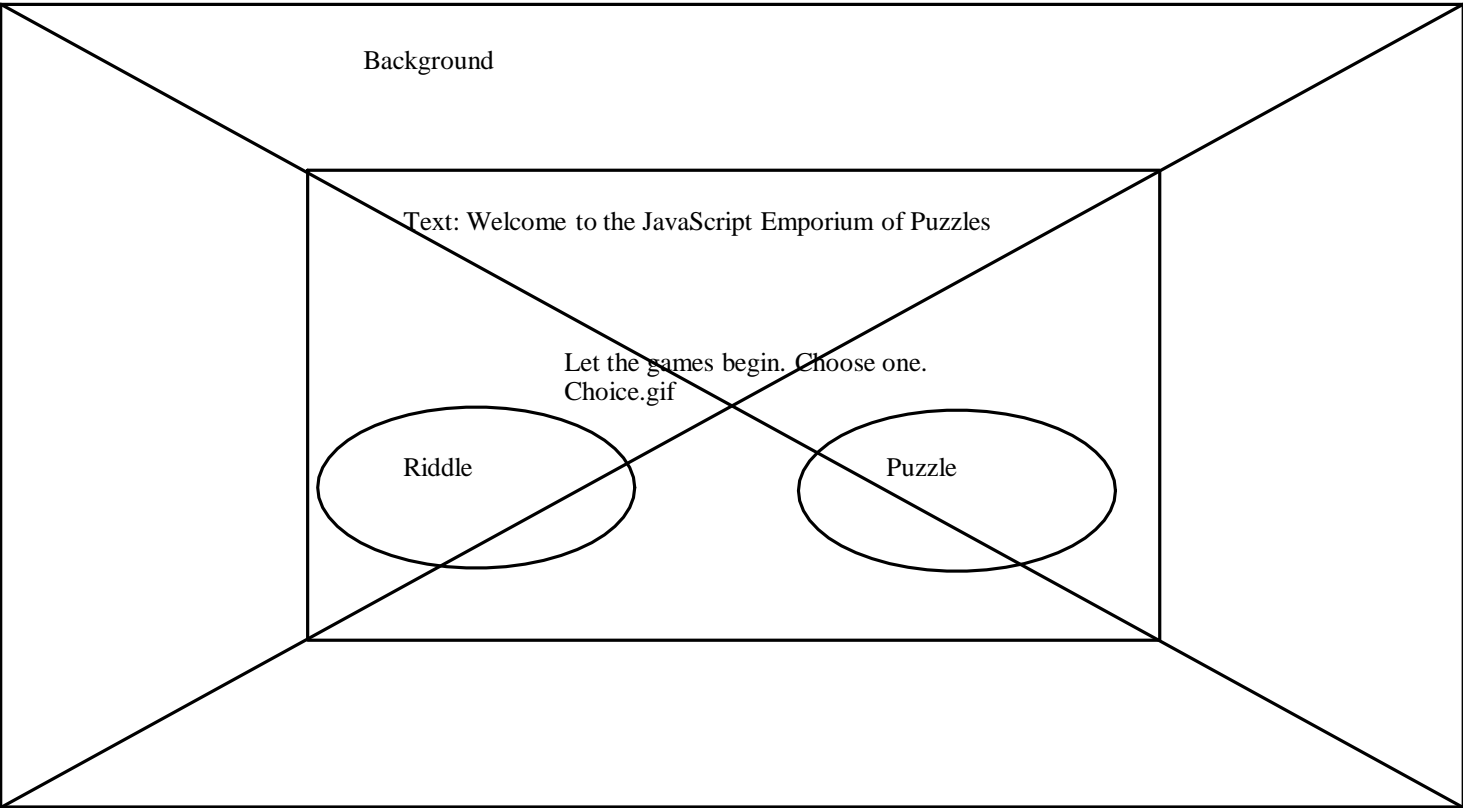 Background
Text: Welcome to the JavaScript Emporium of Puzzles
Let the games begin. Choose one.
Choice.gif
Riddle
Puzzle